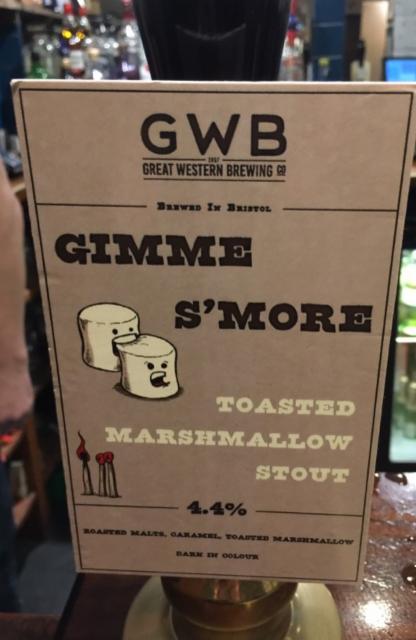 GWB
1857
GREAT WESTERN BREWING CO
BREWED IN BRISTOL
GIMME
S'MORE
TOASTED
MARSHMALLOW
STOUT
4.4%
ROASTED MALTS, CARAMEL, TOASTED MARSHMALLOW
DARK IN COLOUR